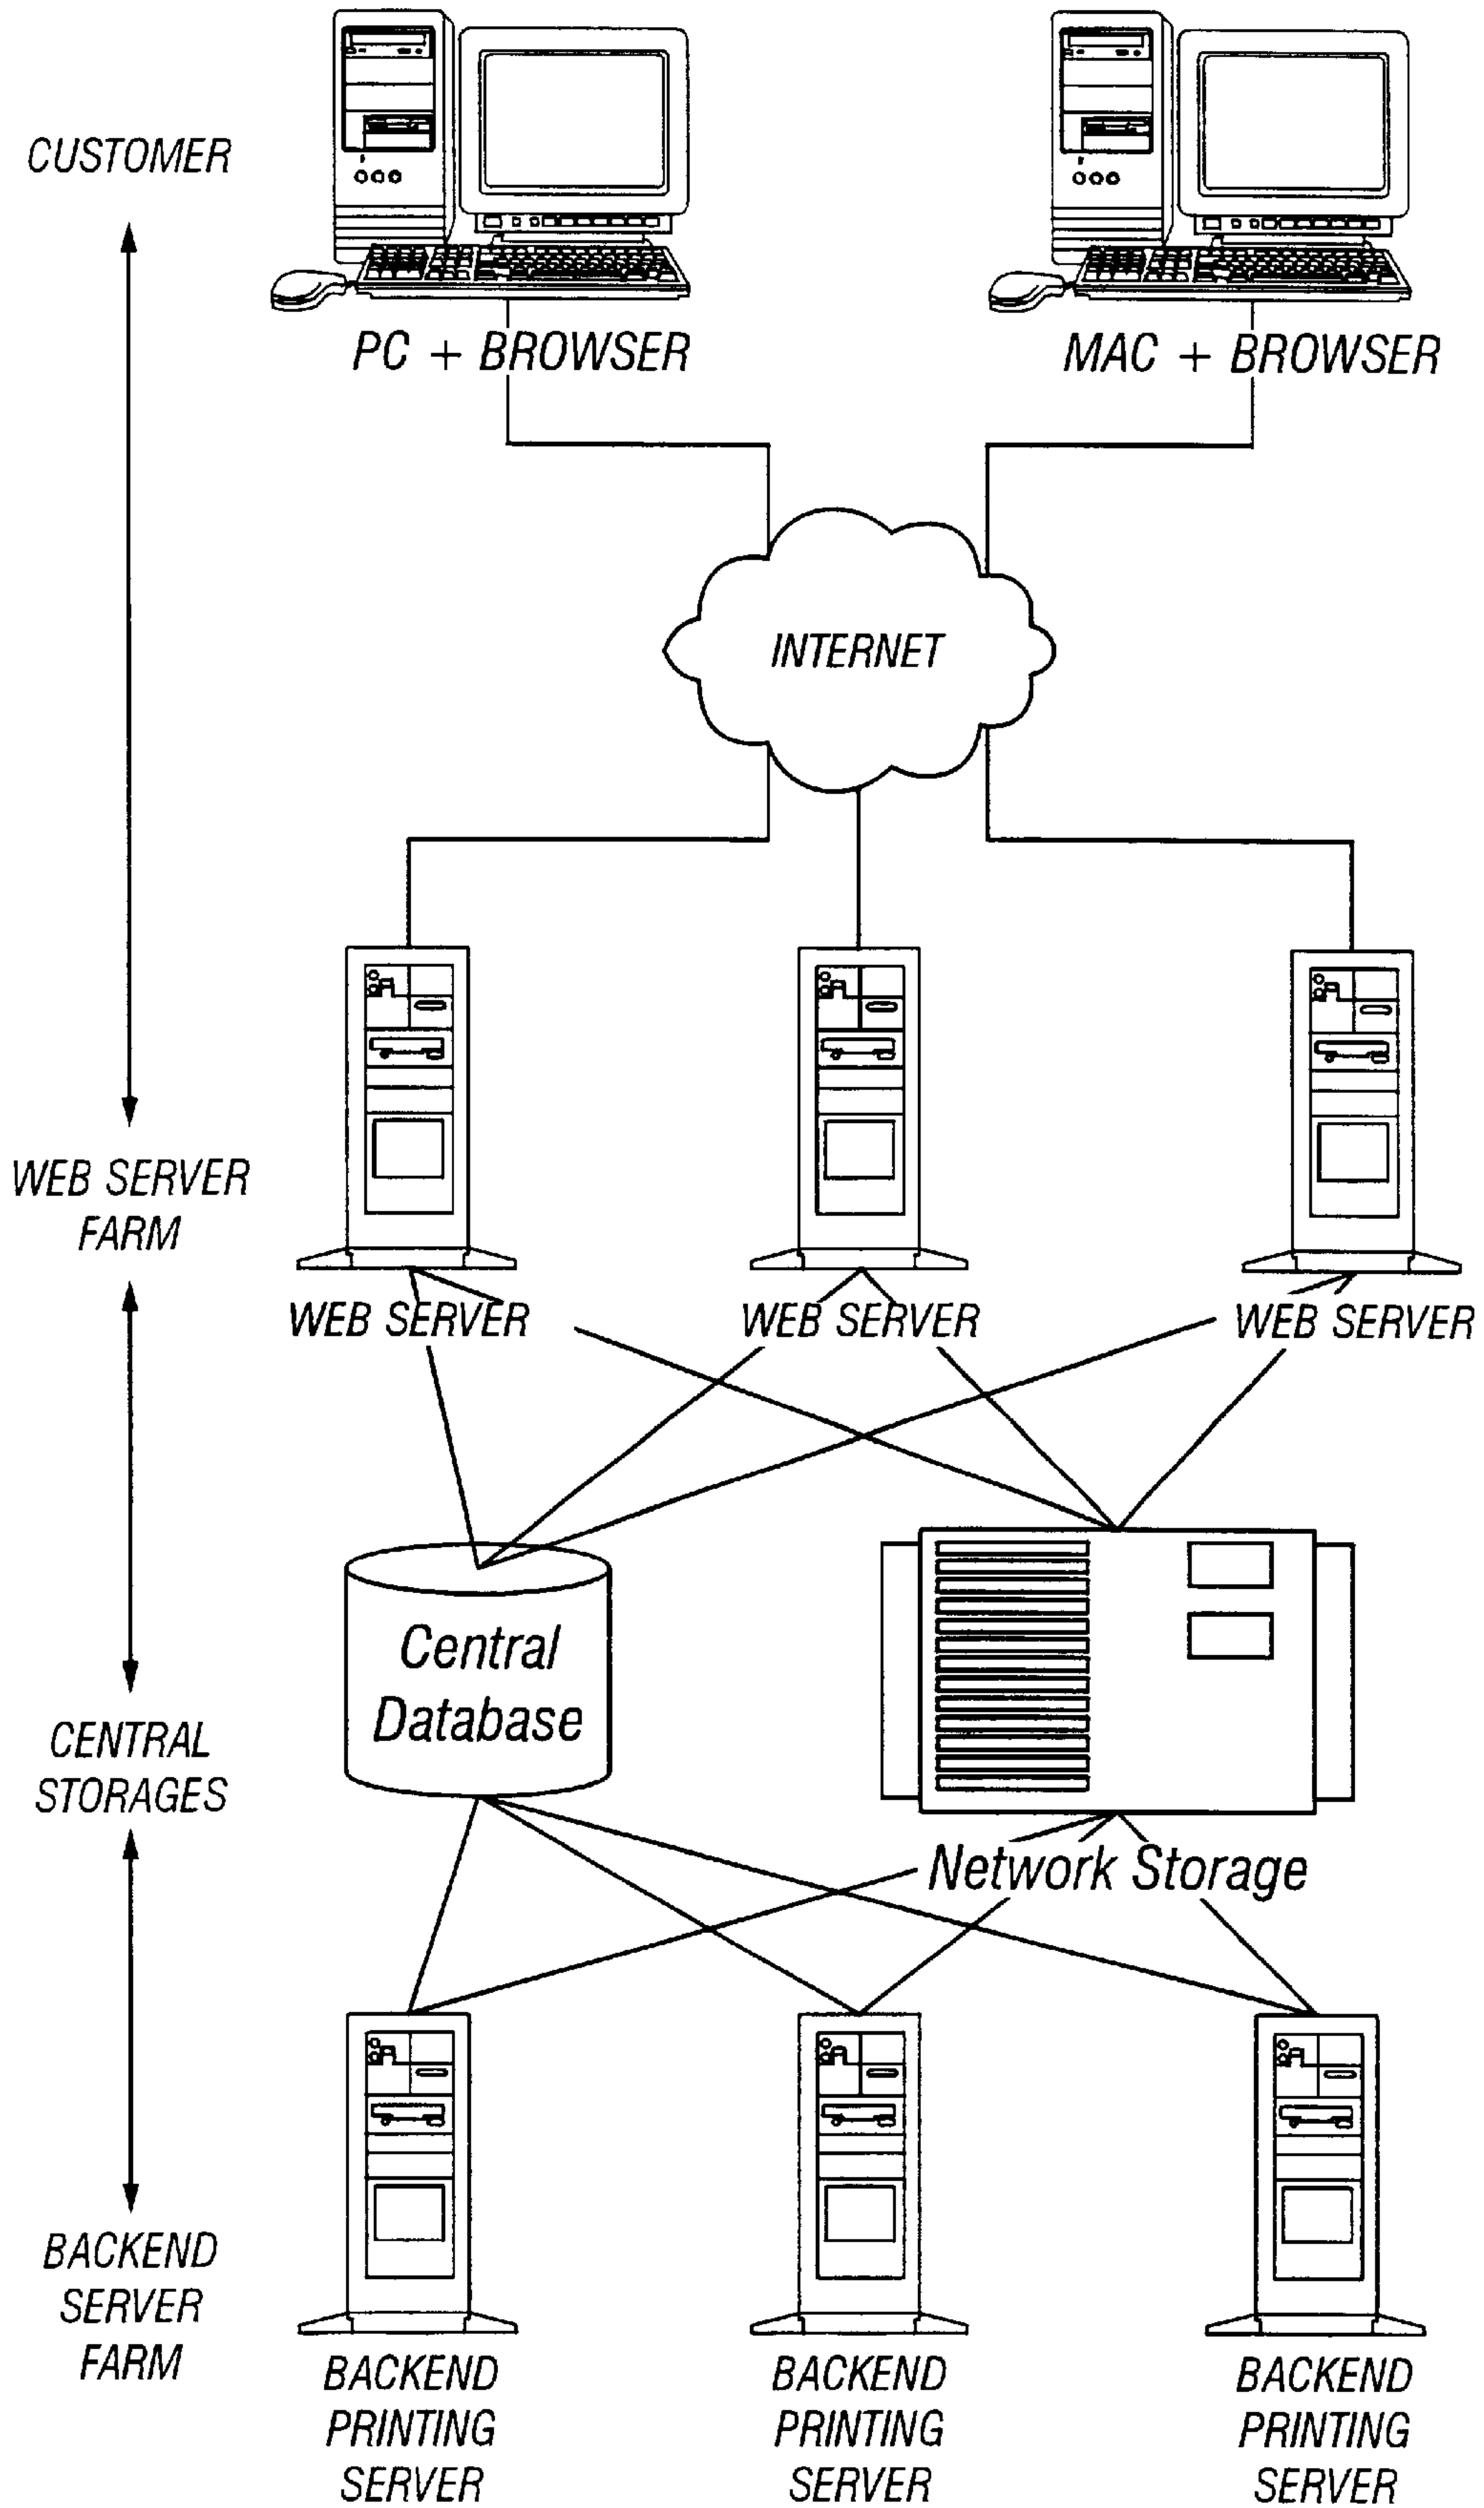 CUSTOMER
PC + BROWSER
MAC + BROWSER
INTERNET
WEB SERVER
FARM
WEB SERVER
WEB SERVER
WEB SERVER
Central
Database
CENTRAL
STORAGES
Network Storage
BACKEND
SERVER
FARM
BACKEND
PRINTING
SERVER
BACKEND
PRINTING
SERVER
BACKEND
PRINTING
SERVER